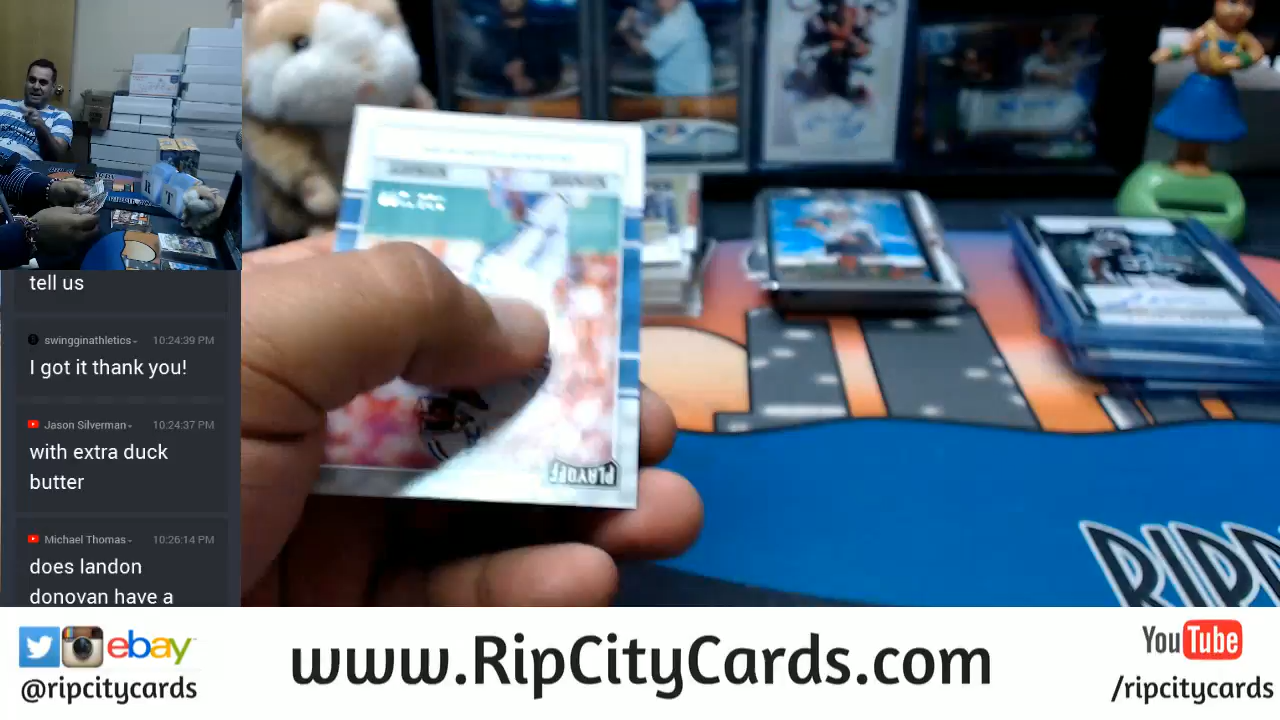 tell us
swingginathletics 10:24:39 PM
I got it thank you!
Jason Silverman 10:24:37 PM
with extra duck
butter
Michael Thomas 10:26:14 PM
does landon
donovan have a
PLAYOFF
ebay
@ripcitycards
www.RipCityCards.com
YouTube
/ripcitycards